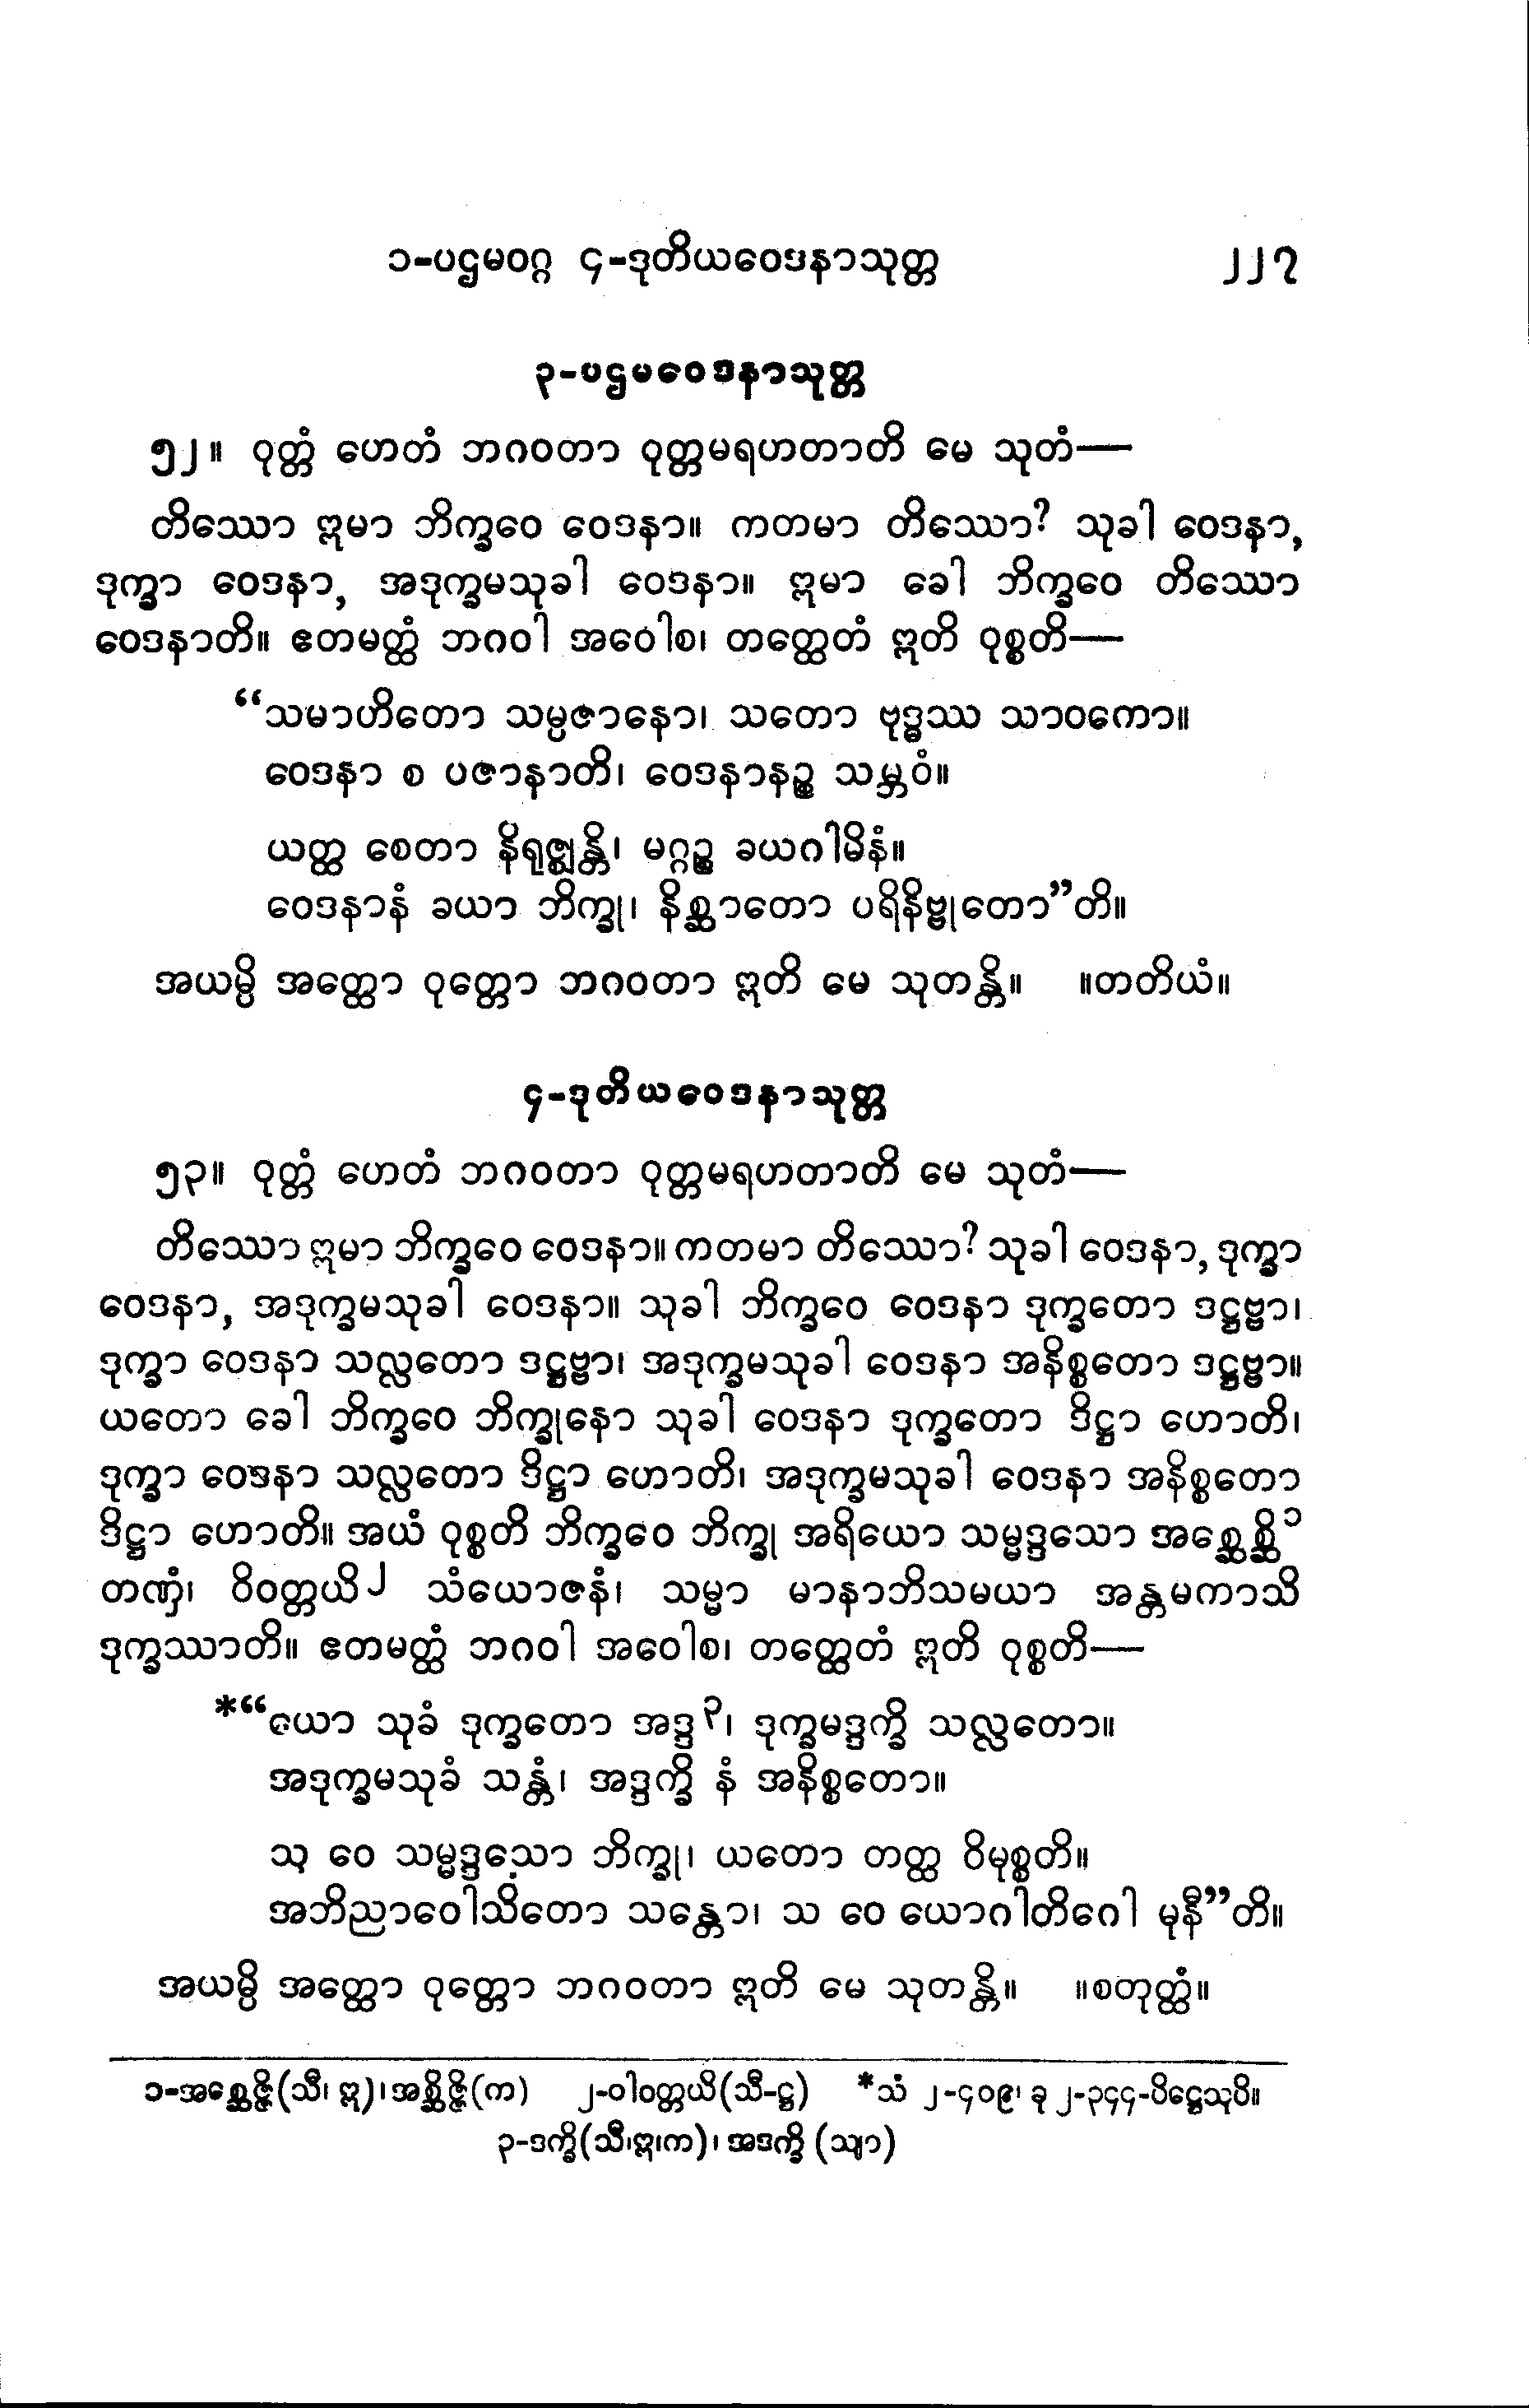 ၁-ပဌမဝဂ္ဂ ၄-ဒုတိယဝေဒနာသုတ္တ ၂၂၇
၃-ပဌမဝေဒနာသုတ္တ
၅၂။ ဝုတ္တံ ဟေတံ ဘဂဝတာ ဝုတ္တမရဟတာတိ မေ သုတံ—
တိဿော ဣမာ ဘိက္ခဝေ ဝေဒနာ။ ကတမာ တိဿော? သုခါ ဝေဒနာ,
ဒုက္ခာ ဝေဒနာ, အဒုက္ခမသုခါ ဝေဒနာ။ ဣမာ ခေါ ဘိက္ခဝေ တိဿော
ဝေဒနာတိ။ ဧတမတ္ထံ ဘဂဝါ အဝေါစ၊ တတ္ထေတံ ဣတိ ဝုစ္စတိ—
“သမာဟိတော သမ္ပဇာနော၊ သတော ဗုဒ္ဓဿ သာဝကော။
ဝေဒနာ စ ပဇာနာတိ၊ ဝေဒနာနဉ္စ သမ္ဘဝံ။
ယတ္ထ စေတာ နိရုဇ္ဈန္တိ၊ မဂ္ဂဉ္စ ခယဂါမိနံ။
ဝေဒနာနံ ခယာ ဘိက္ခု၊ နိစ္ဆာတော ပရိနိဗ္ဗုတော”တိ။
အယမ္ပိ အတ္ထော ဝုတ္တော ဘဂဝတာ ဣတိ မေ သုတန္တိ။ ။တတိယံ။
၄-ဒုတိယဝေဒနာသုတ္တ
၅၃။ ဝုတ္တံ ဟေတံ ဘဂဝတာ ဝုတ္တမရဟတာတိ မေ သုတံ—
တိဿော ဣမာ ဘိက္ခဝေ ဝေဒနာ။ ကတမာ တိဿော? သုခါ ဝေဒနာ, ဒုက္ခာ
ဝေဒနာ, အဒုက္ခမသုခါ ဝေဒနာ။ သုခါ ဘိက္ခဝေ ဝေဒနာ ဒုက္ခတော ဒဋ္ဌဗ္ဗာ၊
ဒုက္ခာ ဝေဒနာ သလ္လတော ဒဋ္ဌဗ္ဗာ၊ အဒုက္ခမသုခါ ဝေဒနာ အနိစ္စတော ဒဋ္ဌဗ္ဗာ။
ယတော ခေါ ဘိက္ခဝေ ဘိက္ခုနော သုခါ ဝေဒနာ ဒုက္ခတော ဒိဋ္ဌာ ဟောတိ၊
ဒုက္ခာ ဝေဒနာ သလ္လတော ဒိဋ္ဌာ ဟောတိ၊ အဒုက္ခမသုခါ ဝေဒနာ အနိစ္စတော
ဒိဋ္ဌာ ဟောတိ။ အယံ ဝုစ္စတိ ဘိက္ခဝေ ဘိက္ခု အရိယော သမ္မဒ္ဒသော အစ္ဆေစ္ဆိ၁
တဏှံ၊ ဝိဝတ္တယိ၂ သံယောဇနံ၊ သမ္မာ မာနာဘိသမယာ အန္တမကာသိ
ဒုက္ခဿာတိ။ ဧတမတ္ထံ ဘဂဝါ အဝေါစ၊ တတ္ထေတံ ဣတိ ဝုစ္စတိ—
*“ယော သုခံ ဒုက္ခတော အဒ္ဒ၃၊ ဒုက္ခမဒ္ဒက္ခိ သလ္လတော။
အဒုက္ခမသုခံ သန္တံ၊ အဒ္ဒက္ခိ နံ အနိစ္စတော။
သ ဝေ သမ္မဒ္ဒသော ဘိက္ခု၊ ယတော တတ္ထ ဝိမုစ္စတိ။
အဘိညာဝေါသိတော သန္တော၊ သ ဝေ ယောဂါတိဂေါ မုနီ”တိ။
အယမ္ပိ အတ္ထော ဝုတ္တော ဘဂဝတာ ဣတိ မေ သုတန္တိ။ ။စတုတ္ထံ။
၁-အစ္ဆေဇ္ဇိ(သီ၊ ဣ)၊ အစ္ဆိဇ္ဇိ(က) ၂-ဝါဝတ္တယိ(သီ-ဋ္ဌ) *သံ ၂-၄၀၉၊ ခု ၂-၃၄၄-ပိဋ္ဌေသုပိ။
၃-ဒက္ခိ(သီ၊ဣ၊က)၊ အဒက္ခိ (သျာ)